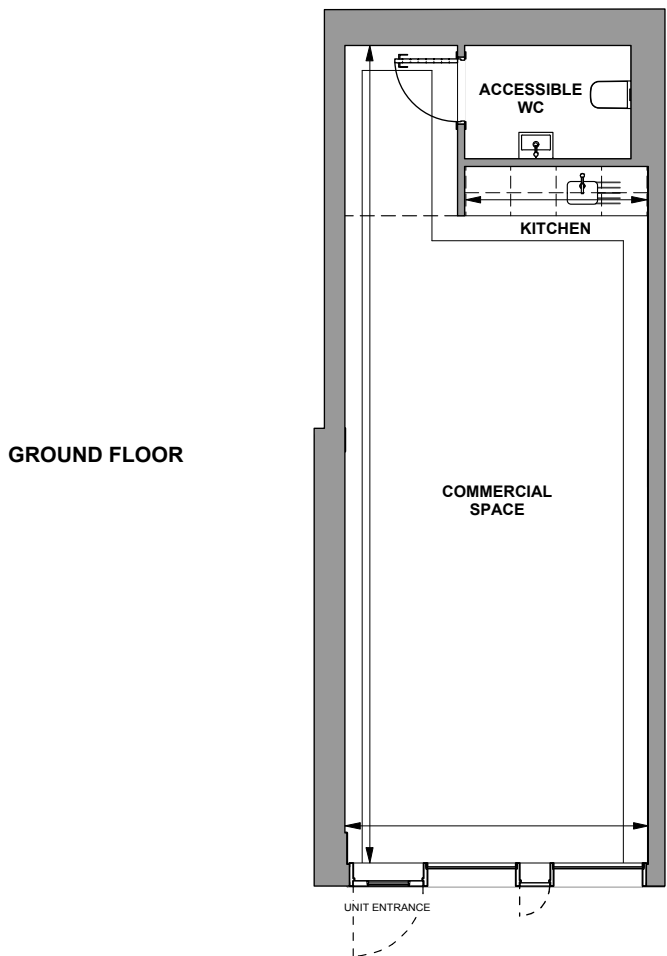 ACCESSIBLE
WC
KITCHEN
GROUND FLOOR
COMMERCIAL
SPACE
UNIT ENTRANCE